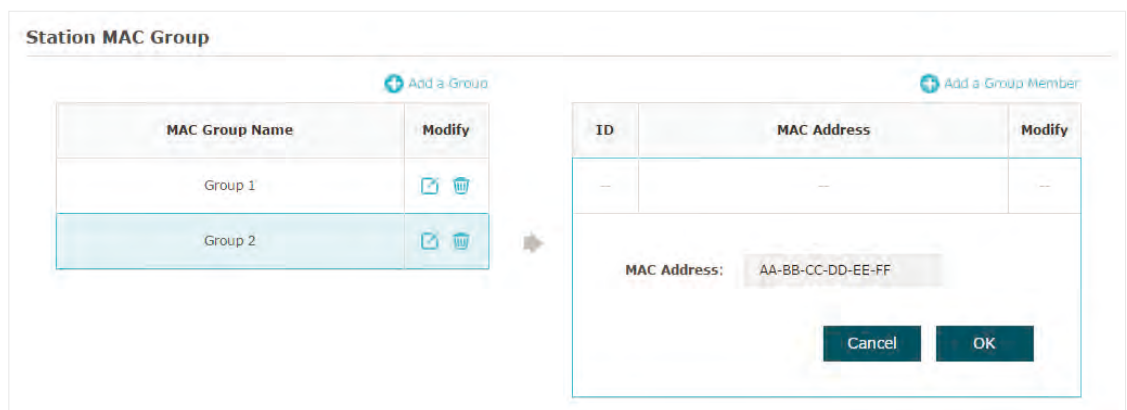 Station MAC Group
Add a Group
Add a Group Member
MAC Group Name Modify
ID MAC Address Modify
Group 1
-- -- --
Group 2
MAC Address: AA-BB-CC-DD-EE-FF
Cancel OK